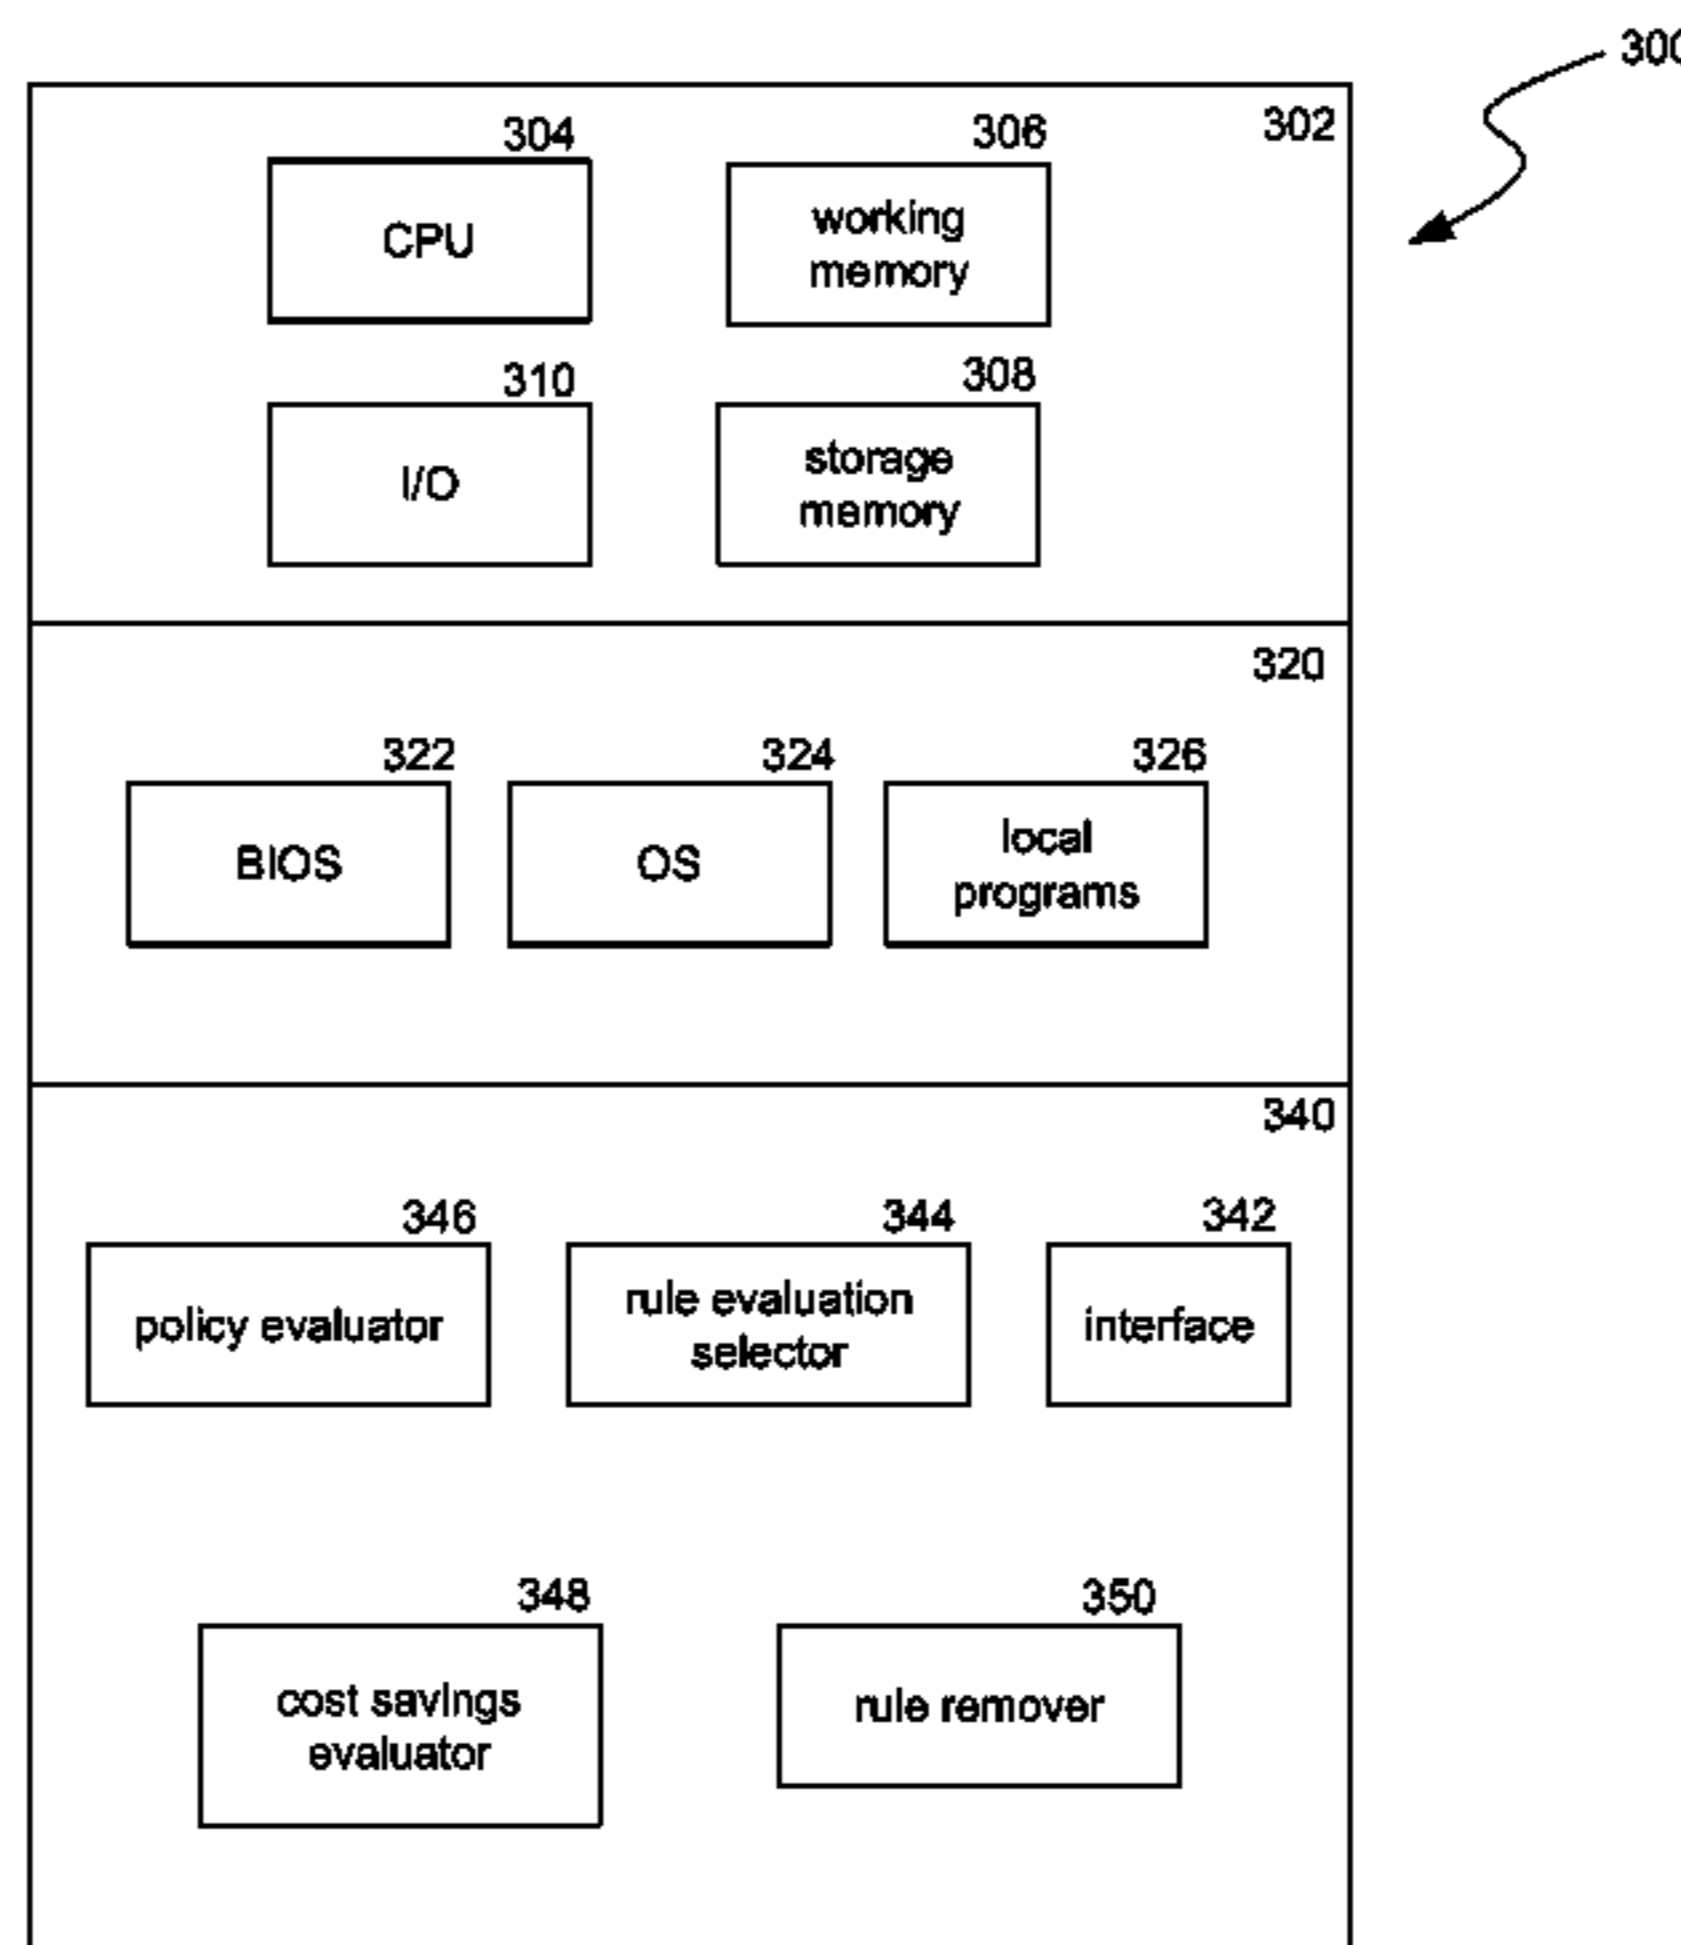 300
302
304
CPU
306
working
memory
310
I/O
308
storage
memory
320
322
BIOS
324
OS
326
local
programs
340
346
policy evaluator
344
rule evaluation
selector
342
interface
348
cost savings
evaluator
350
rule remover